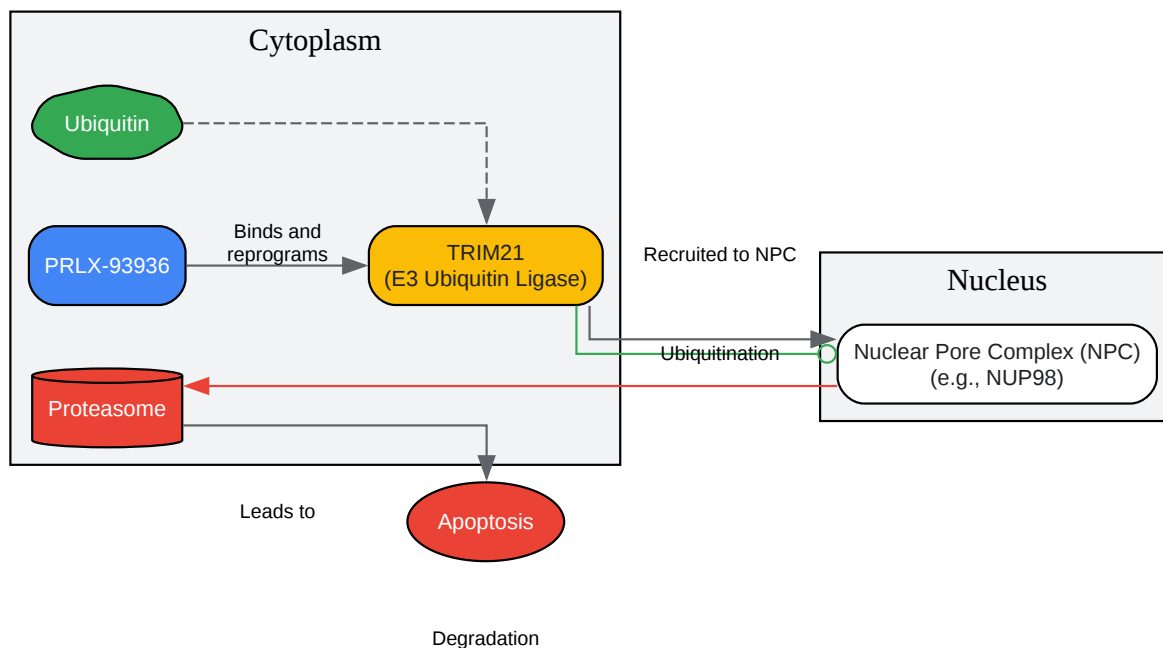 Cytoplasm
Ubiquitin
Binds and
reprograms
PRLX-93936
TRIM21
(E3 Ubiquitin Ligase)
Recruited to NPC
Nucleus
Ubiquitination
Nuclear Pore Complex (NPC)
(e.g., NUP98)
Proteasome
Leads to
Apoptosis
Degradation